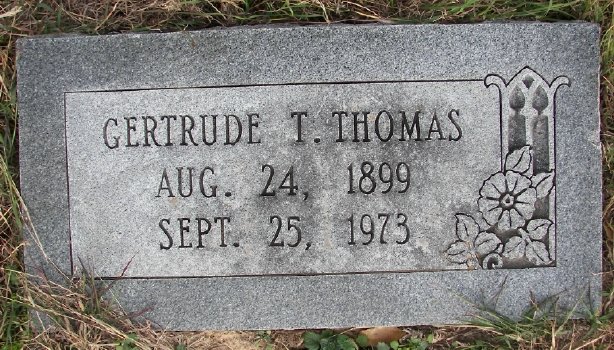 GERTRUDE T. THOMAS
AUG. 24, 1899
SEPT. 25, 1973